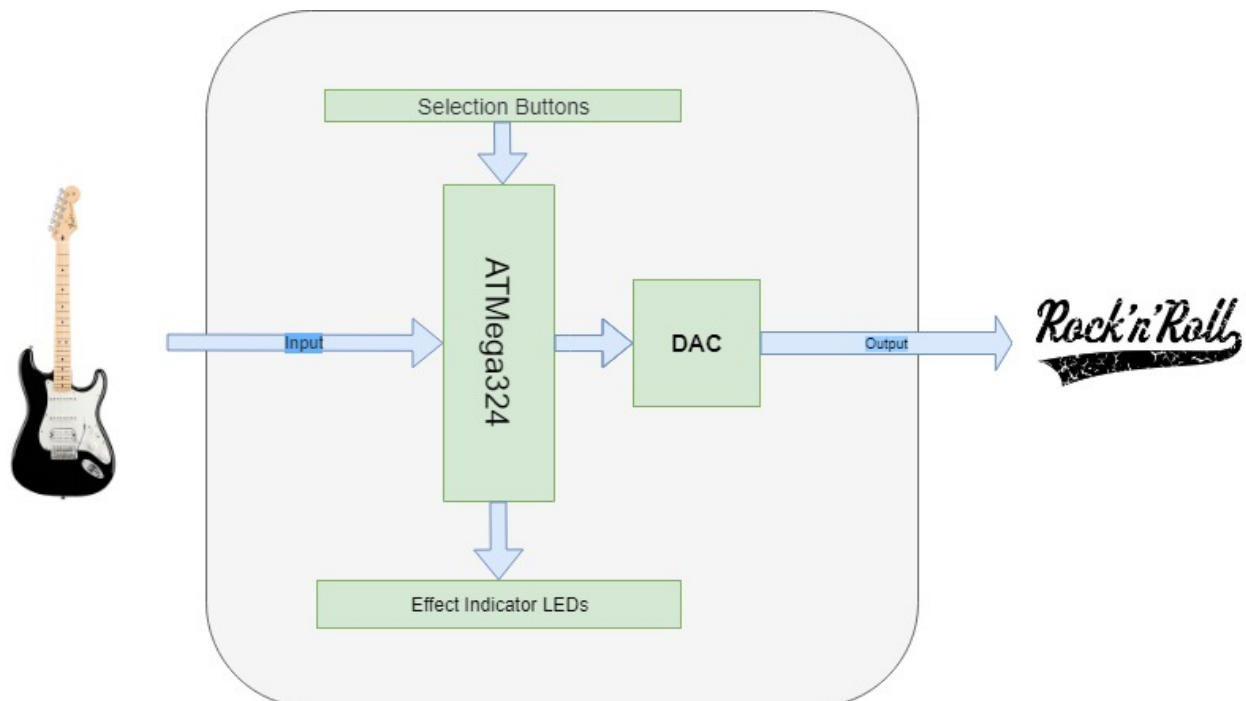 Selection Buttons
ATMega324
Input
DAC
Output
Rock'n'Roll
Effect Indicator LEDs